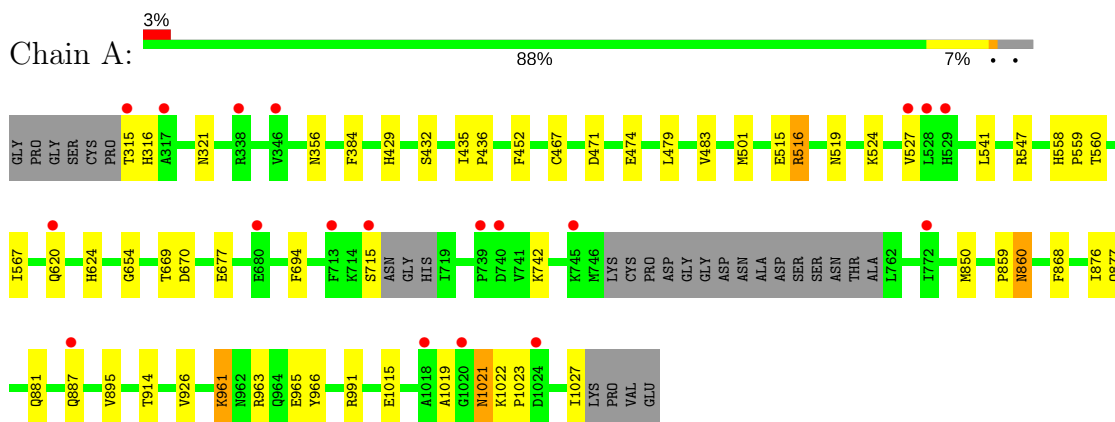 3%
Chain A:
88% 7% • •
GLY PRO GLY SER CYS PRO T315 H316 A317 N321 R338 V346 N356 F384 H429 S432 I435 P436 F452 C467 D471 E474 L479 V483 M501 E515 R516 N519 K524 V527 L528 H529 L541 R547 H558 P559 T560
I567 Q620 H624 G654 T669 D670 E677 E680 F694 F713 K714 S715 ASN GLY HIS I719 P739 D740 V741 K742 K745 M746 LYS CYS PRO ASP GLY GLY ASP ASN ALA ASP SER SER ASN THR ALA L762 I772 M850 P859 N860 F868 I876
Q881 Q887 V895 T914 V926 K961 N962 R963 Q964 E965 Y966 R991 E1015 A1018 A1019 G1020 N1021 K1022 P1023 D1024 I1027 LYS PRO VAL GLU